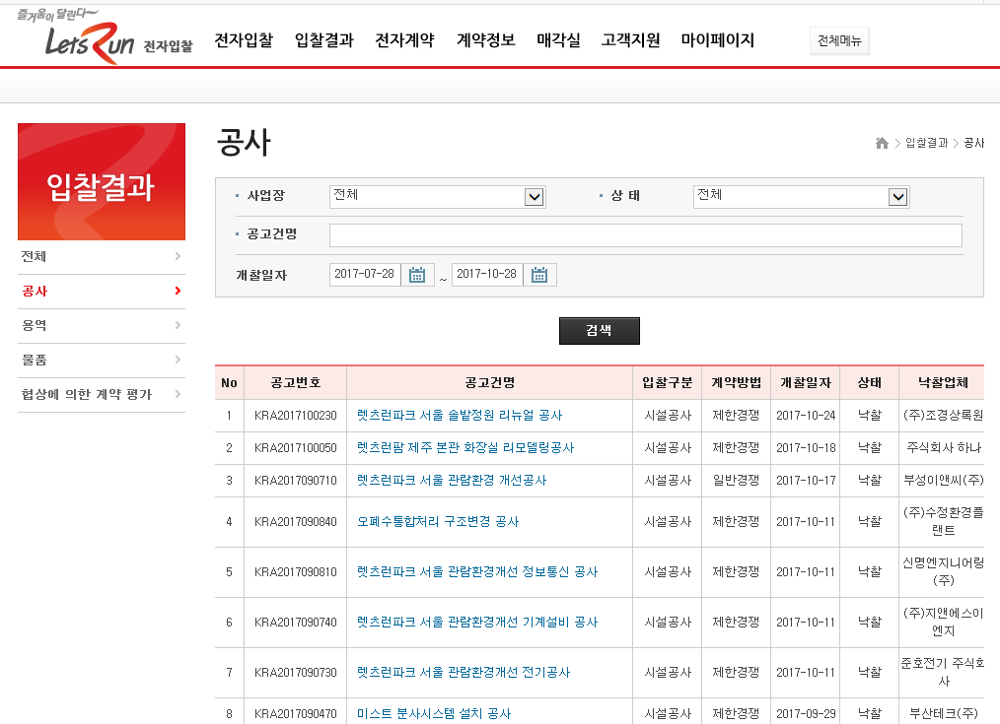 즐거움이 달린다~
Let's Run 전자입찰
전자입찰 입찰결과 전자계약 계약정보 매각실 고객지원 마이페이지 전체메뉴
입찰결과
전체
공사
용역
물품
협상에 의한 계약 평가
공사
입찰결과 > 공사
사업장 전체 상 태 전체
공고건명
개찰일자 2017-07-28 ~ 2017-10-28
검색
No 공고번호 공고건명 입찰구분 계약방법 개찰일자 상태 낙찰업체
1 KRA2017100230 렛츠런파크 서울 솔밭정원 리뉴얼 공사 시설공사 제한경쟁 2017-10-24 낙찰 (주)조경상록원
2 KRA2017100050 렛츠런팜 제주 본관 화장실 리모델링공사 시설공사 제한경쟁 2017-10-18 낙찰 주식회사 하나
3 KRA2017090710 렛츠런파크 서울 관람환경 개선공사 시설공사 일반경쟁 2017-10-17 낙찰 부성이앤씨(주)
4 KRA2017090840 오폐수통합처리 구조변경 공사 시설공사 제한경쟁 2017-10-11 낙찰 (주)수정환경플
랜트
5 KRA2017090810 렛츠런파크 서울 관람환경개선 정보통신 공사 시설공사 제한경쟁 2017-10-11 낙찰 신명엔지니어링
(주)
6 KRA2017090740 렛츠런파크 서울 관람환경개선 기계설비 공사 시설공사 제한경쟁 2017-10-11 낙찰 (주)지앤에스이
엔지
7 KRA2017090730 렛츠런파크 서울 관람환경개선 전기공사 시설공사 제한경쟁 2017-10-11 낙찰 준호전기 주식회
사
8 KRA2017090470 미스트 분사시스템 설치 공사 시설공사 제한경쟁 2017-09-29 낙찰 부산테크(주)